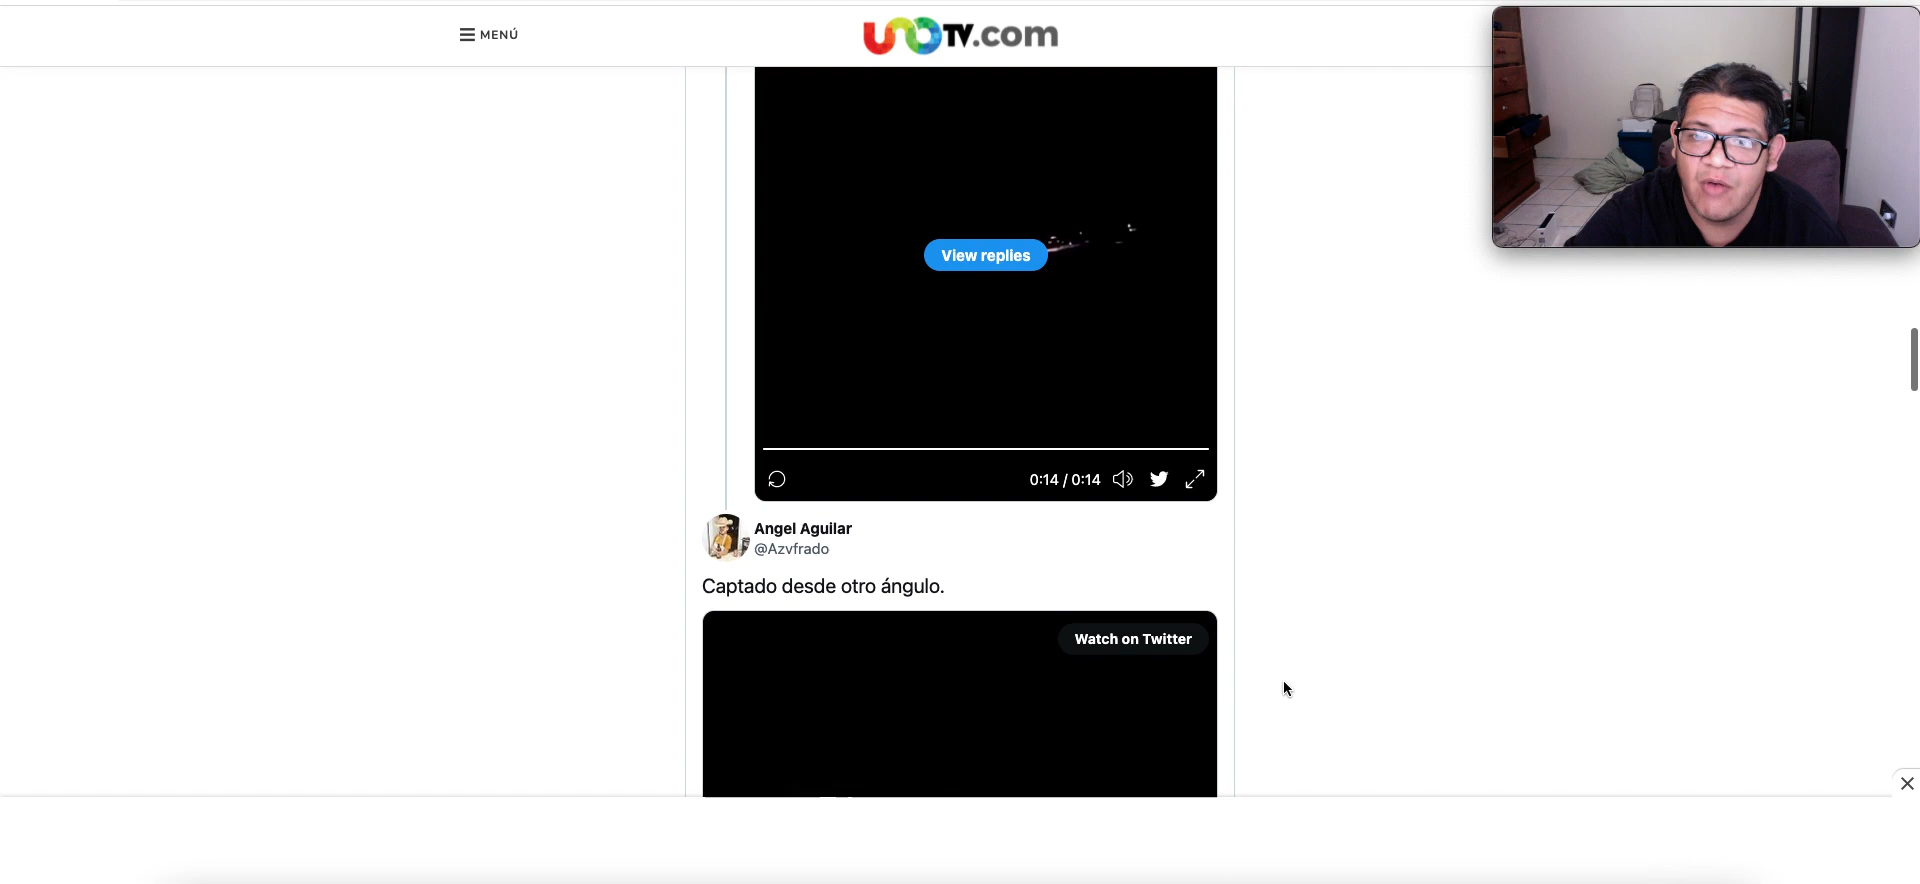 MENÚ
UNOTV.com
View replies
0:14 / 0:14
Angel Aguilar
@Azvfrado
Captado desde otro ángulo.
Watch on Twitter